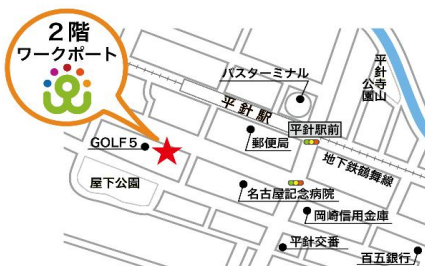 2階
ワークポート
バスターミナル
平針公園
平針寺山
平針駅
平針駅前
郵便局
地下鉄鶴舞線
GOLF5
屋下公園
名古屋記念病院
岡崎信用金庫
平針交番
百五銀行